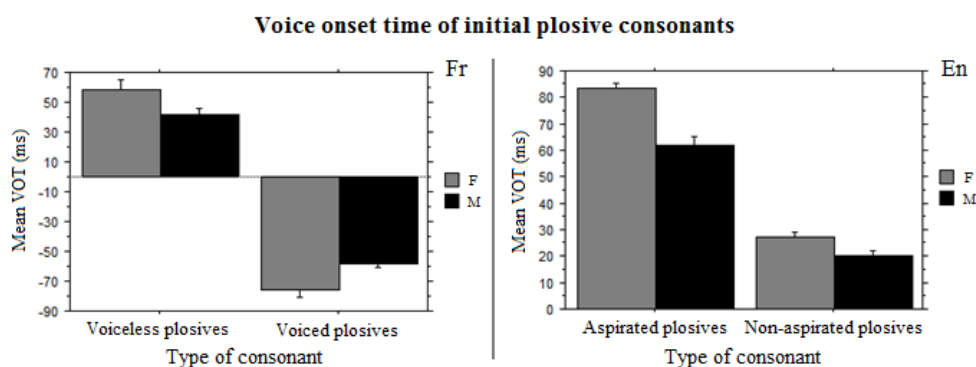 Voice onset time of initial plosive consonants
Fr
Mean VOT (ms)
70
50
30
10
-10
-30
-50
-70
-90
F
M
Voiceless plosives
Voiced plosives
Type of consonant
En
Mean VOT (ms)
90
80
70
60
50
40
30
20
10
0
F
M
Aspirated plosives
Non-aspirated plosives
Type of consonant